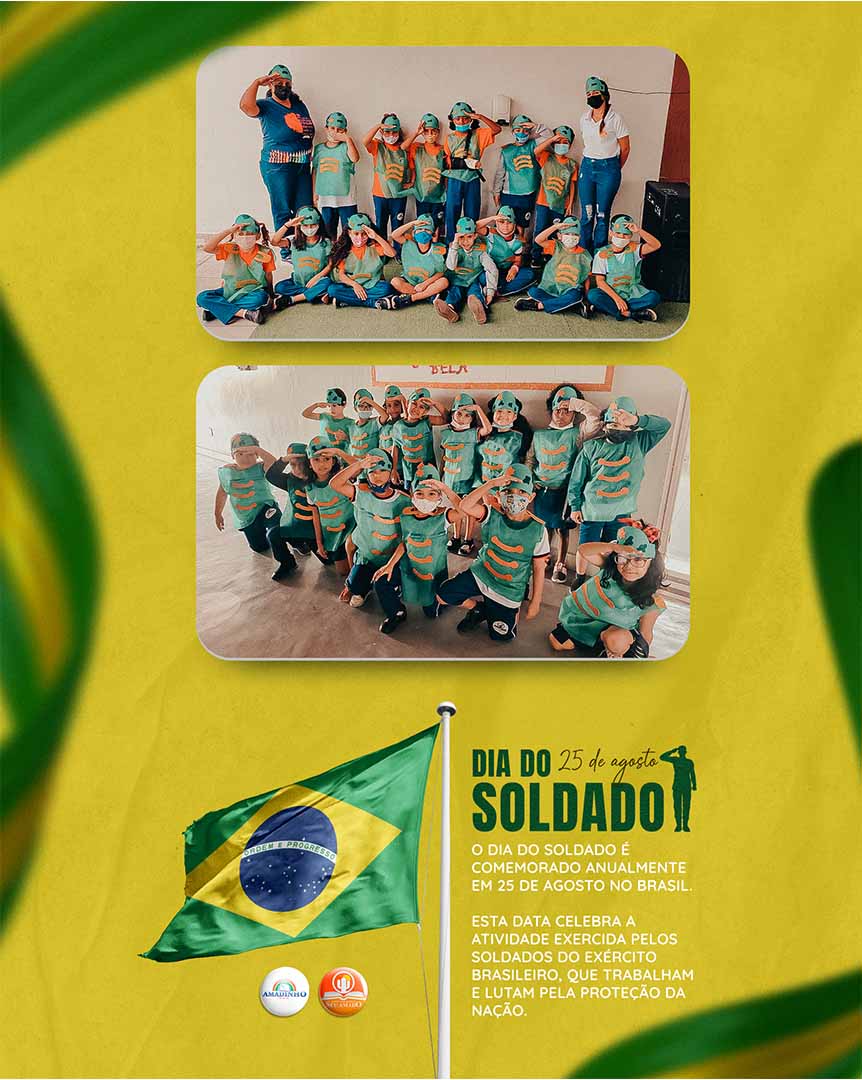 BELA
DIA DO 25 de agosto
SOLDADO
O DIA DO SOLDADO É
COMEMORADO ANUALMENTE
EM 25 DE AGOSTO NO BRASIL.
ESTA DATA CELEBRA A
ATIVIDADE EXERCIDA PELOS
SOLDADOS DO EXÉRCITO
BRASILEIRO, QUE TRABALHAM
E LUTAM PELA PROTEÇÃO DA
NAÇÃO.
ORDEM E PROGRESSO
AMADINHO